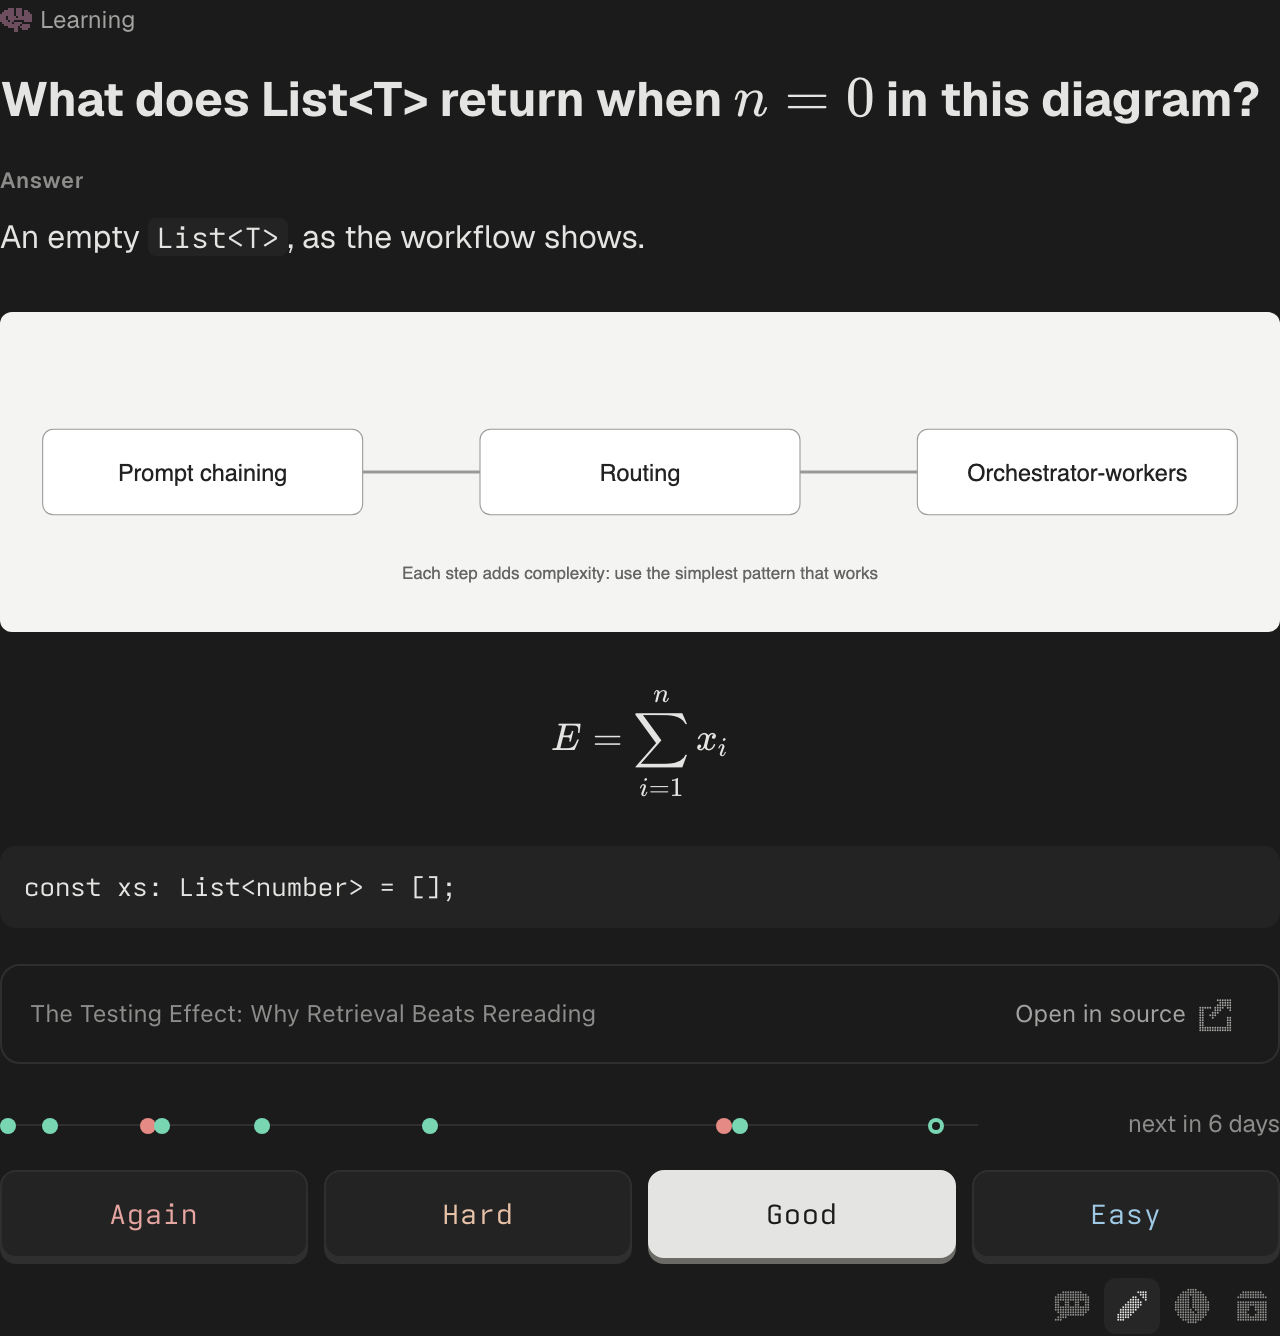 Learning
What does List<T> return when n = 0 in this diagram?
Answer
An empty List<T>, as the workflow shows.
Prompt chaining
Routing
Orchestrator-workers
Each step adds complexity: use the simplest pattern that works
E = ∑_{i=1}^{n} x_i
const xs: List<number> = [];
The Testing Effect: Why Retrieval Beats Rereading
Open in source
next in 6 days
Again
Hard
Good
Easy